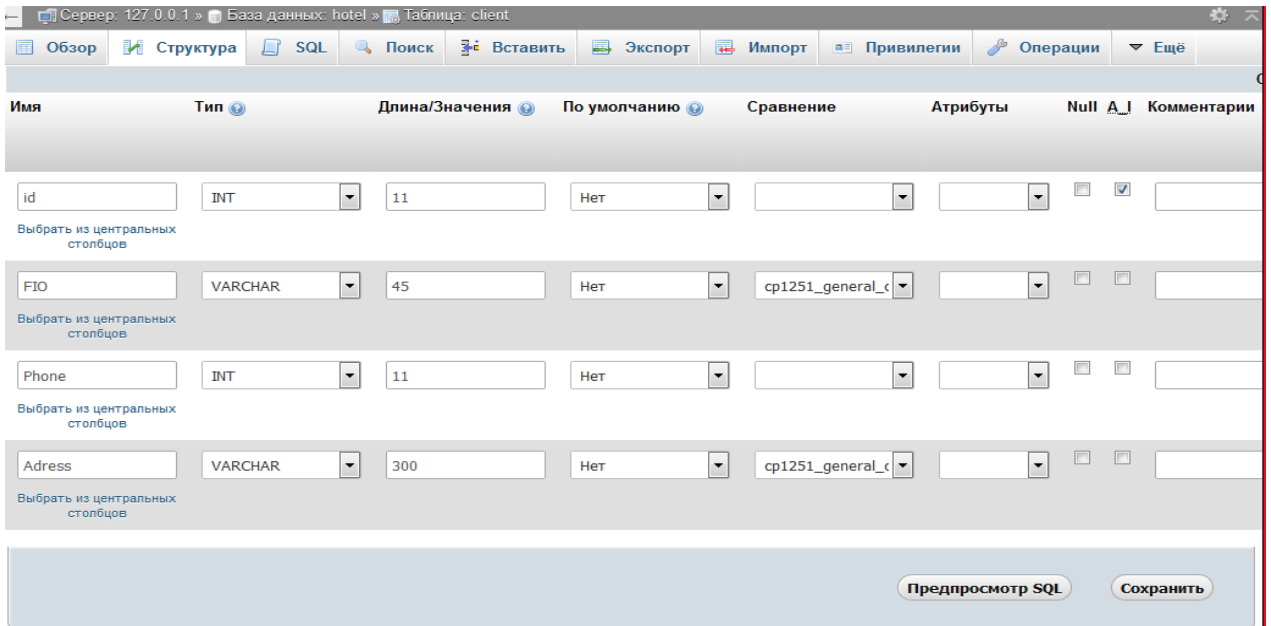 Сервер: 127.0.0.1 » База данных: hotel » Таблица: client
Обзор Структура SQL Поиск Вставить Экспорт Импорт Привилегии Операции Ещё
Имя Тип Длина/Значения По умолчанию Сравнение Атрибуты Null A_I Комментарии
id INT 11 Нет
Выбрать из центральных
столбцов
FIO VARCHAR 45 Нет cp1251_general_c
Выбрать из центральных
столбцов
Phone INT 11 Нет
Выбрать из центральных
столбцов
Adress VARCHAR 300 Нет cp1251_general_c
Выбрать из центральных
столбцов
Предпросмотр SQL Сохранить